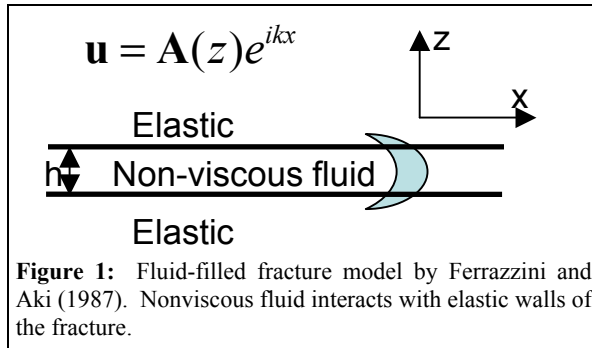 u = A(z)e^{ikx}
z
x
Elastic
h
Non-viscous fluid
Elastic
Figure 1: Fluid-filled fracture model by Ferrazzini and
Aki (1987). Nonviscous fluid interacts with elastic walls of
the fracture.